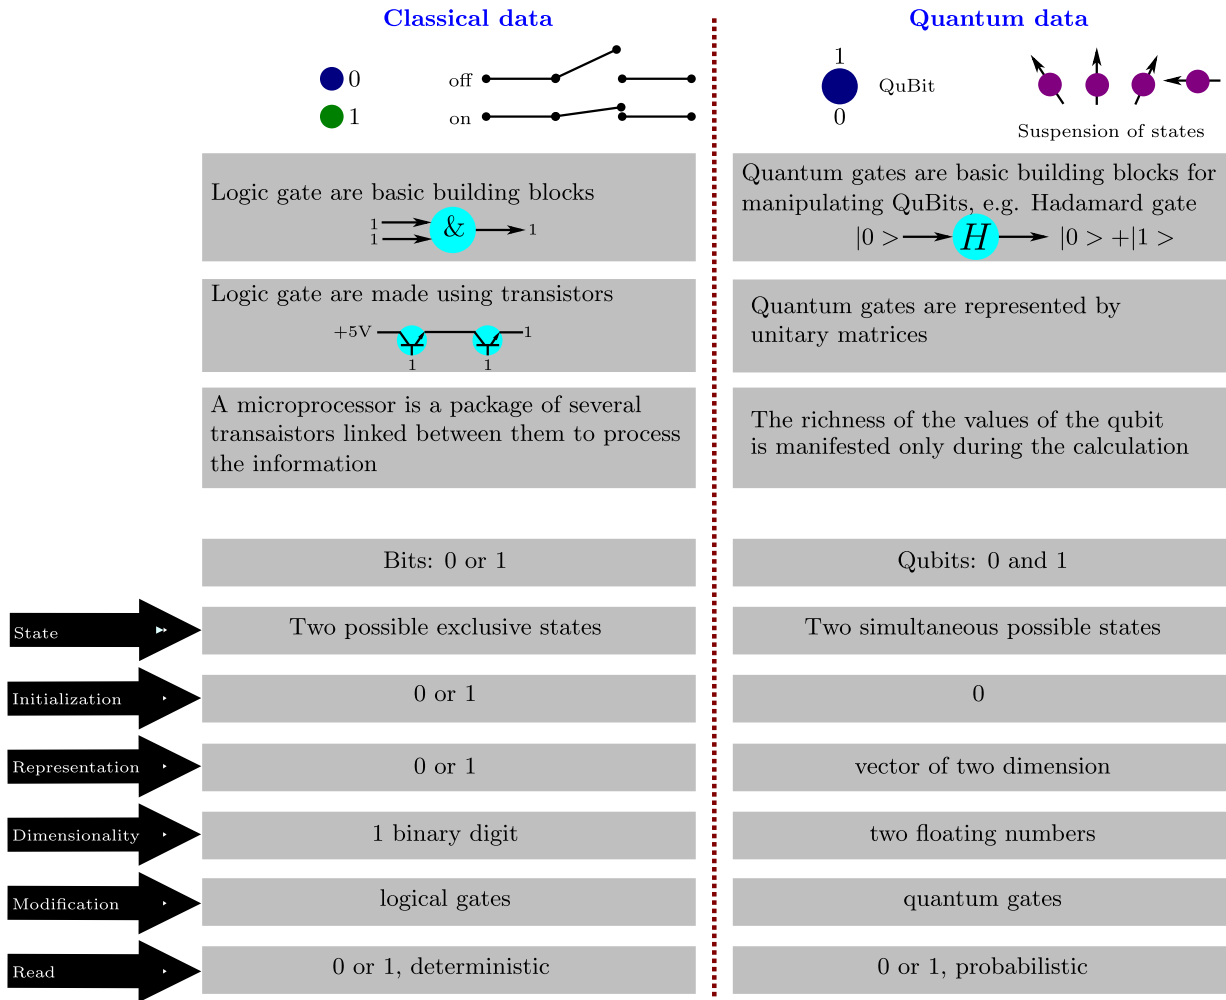 Classical data
Quantum data
0
off
1
on
1
QuBit
0
Suspension of states
Logic gate are basic building blocks
1
1
&
1
Quantum gates are basic building blocks for
manipulating QuBits, e.g. Hadamard gate
|0 >
H
|0 > +|1 >
Logic gate are made using transistors
+5V
1
1
1
Quantum gates are represented by
unitary matrices
A microprocessor is a package of several
transaistors linked between them to process
the information
The richness of the values of the qubit
is manifested only during the calculation
Bits: 0 or 1
Qubits: 0 and 1
State
Two possible exclusive states
Two simultaneous possible states
Initialization
0 or 1
0
Representation
0 or 1
vector of two dimension
Dimensionality
1 binary digit
two floating numbers
Modification
logical gates
quantum gates
Read
0 or 1, deterministic
0 or 1, probabilistic